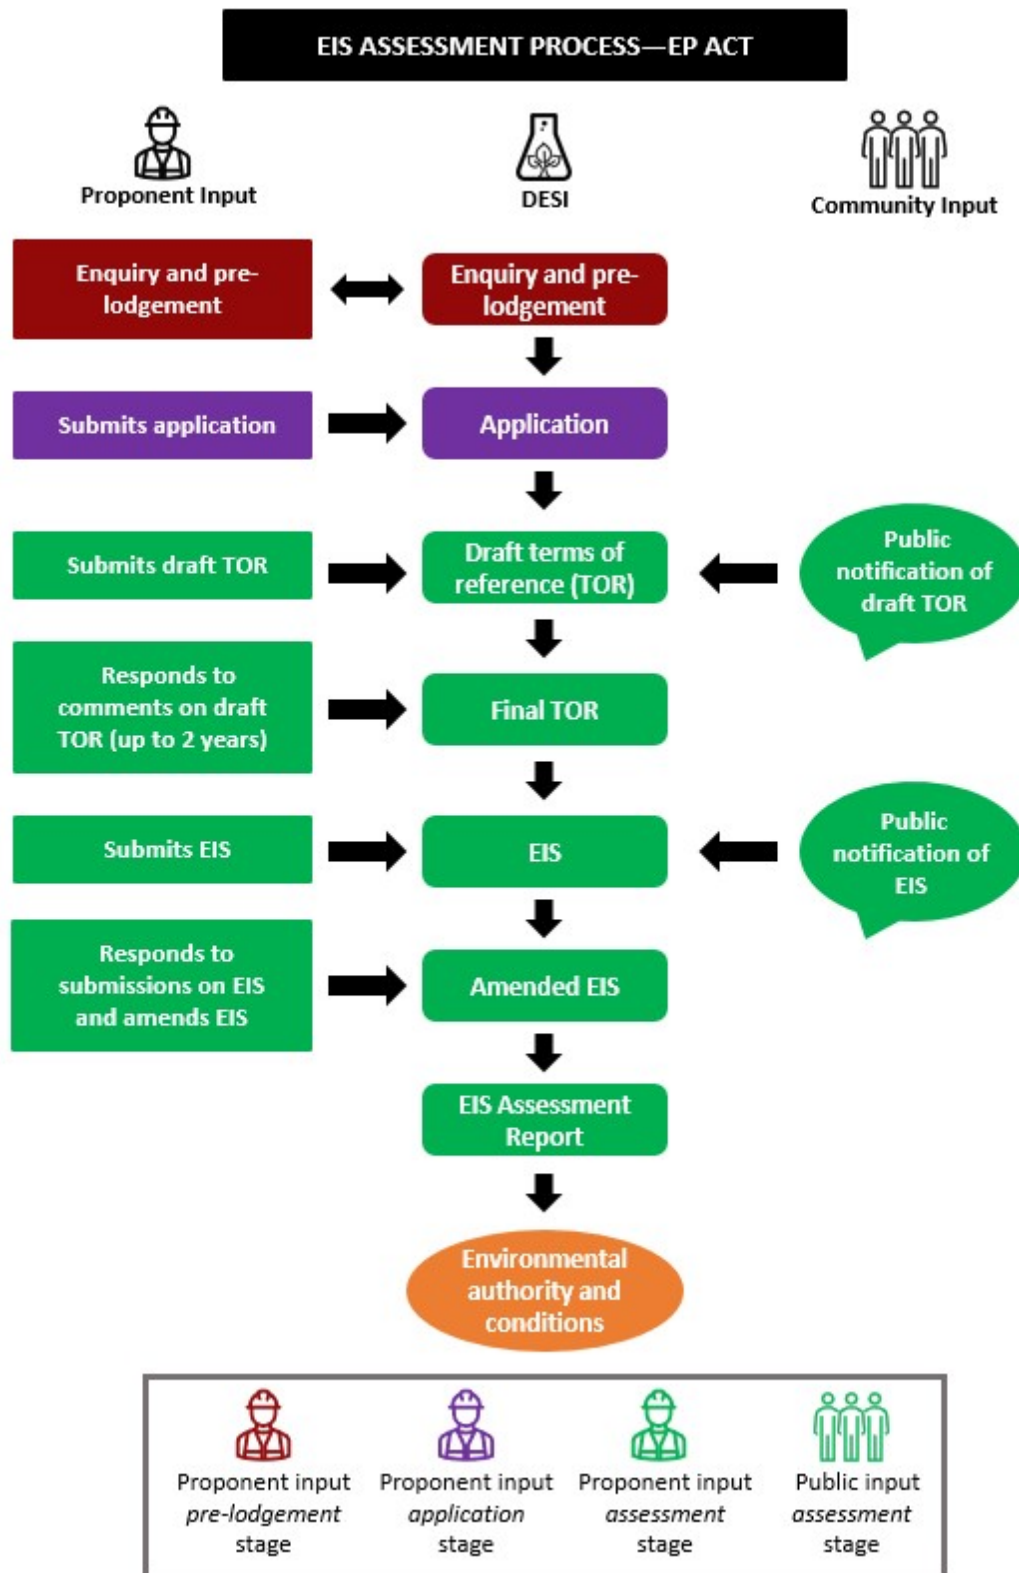 EIS ASSESSMENT PROCESS—EP ACT
Proponent Input
DESI
Community Input
Enquiry and pre-
lodgement
Enquiry and pre-
lodgement
Submits application
Application
Submits draft TOR
Draft terms of
reference (TOR)
Public
notification of
draft TOR
Responds to
comments on draft
TOR (up to 2 years)
Final TOR
Submits EIS
EIS
Public
notification of
EIS
Responds to
submissions on EIS
and amends EIS
Amended EIS
EIS Assessment
Report
Environmental
authority and
conditions
Proponent input
pre-lodgement
stage
Proponent input
application
stage
Proponent input
assessment
stage
Public input
assessment
stage